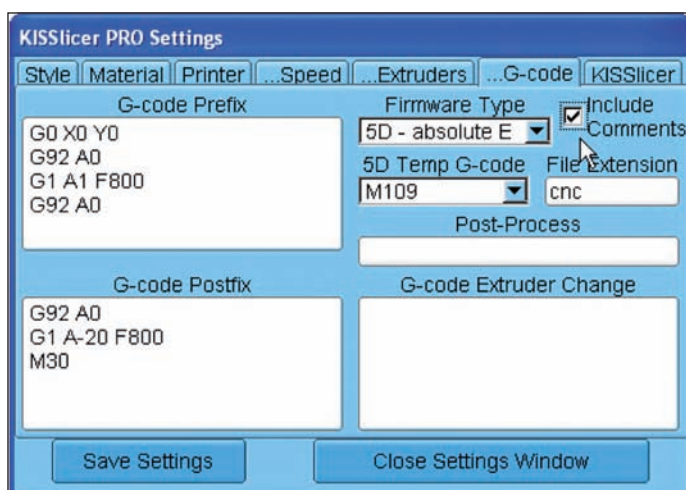 KISSlicer PRO Settings
Style Material Printer ...Speed ...Extruders ...G-code KISSlicer
G-code Prefix
G0 X0 Y0
G92 A0
G1 A1 F800
G92 A0
Firmware Type
5D - absolute E
Include
Comments
5D Temp G-code
M109
File Extension
cnc
Post-Process
G-code Postfix
G92 A0
G1 A-20 F800
M30
G-code Extruder Change
Save Settings
Close Settings Window